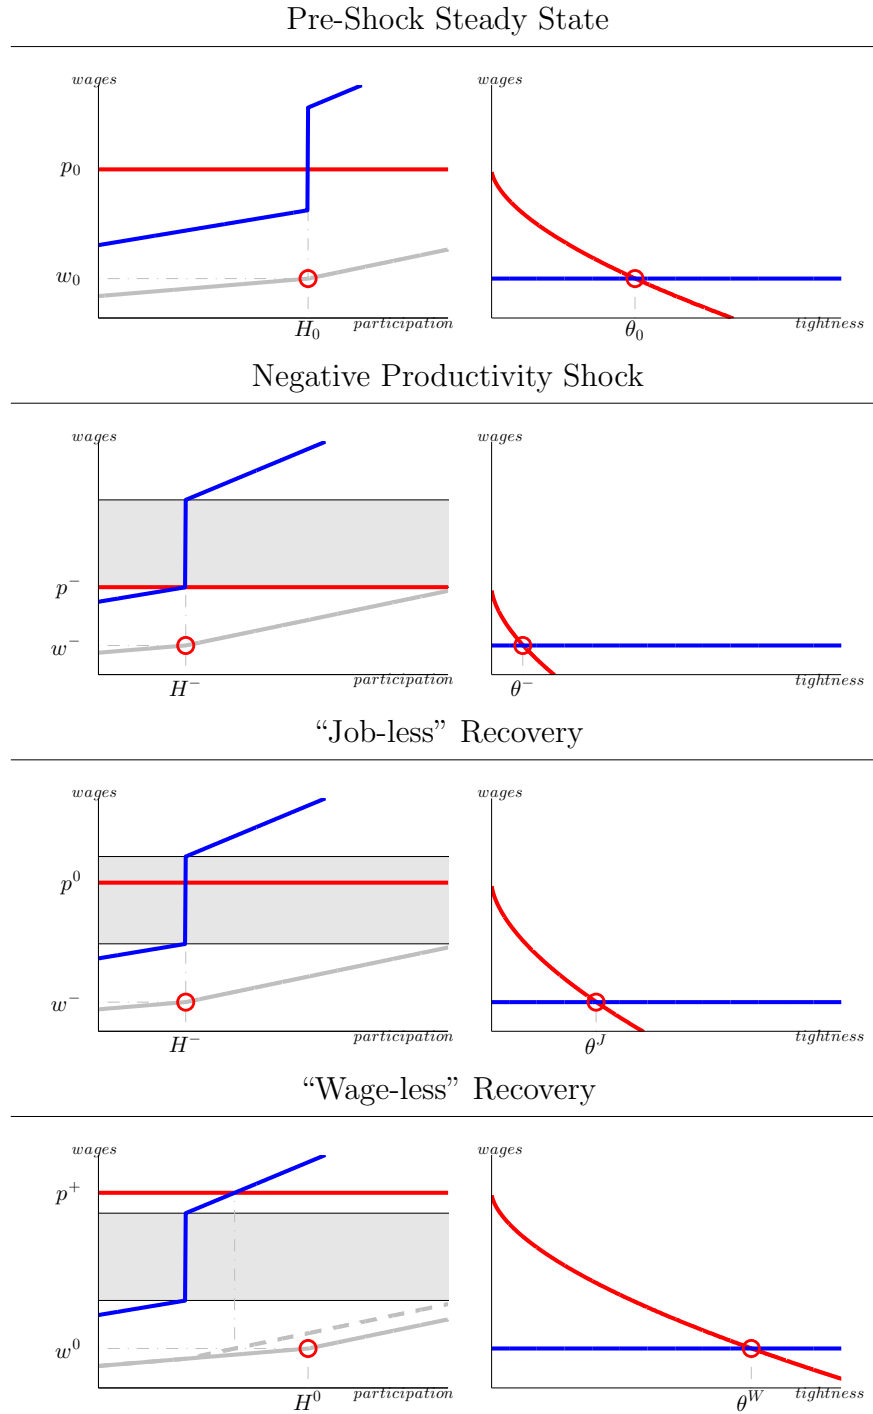 Pre-Shock Steady State
wages
wages
p₀
w₀
H₀
participation
θ₀
tightness
Negative Productivity Shock
wages
wages
p⁻
w⁻
H⁻
participation
θ⁻
tightness
“Job-less” Recovery
wages
wages
p⁰
w⁻
H⁻
participation
θᴶ
tightness
“Wage-less” Recovery
wages
wages
p⁺
w⁰
H⁰
participation
θᵂ
tightness